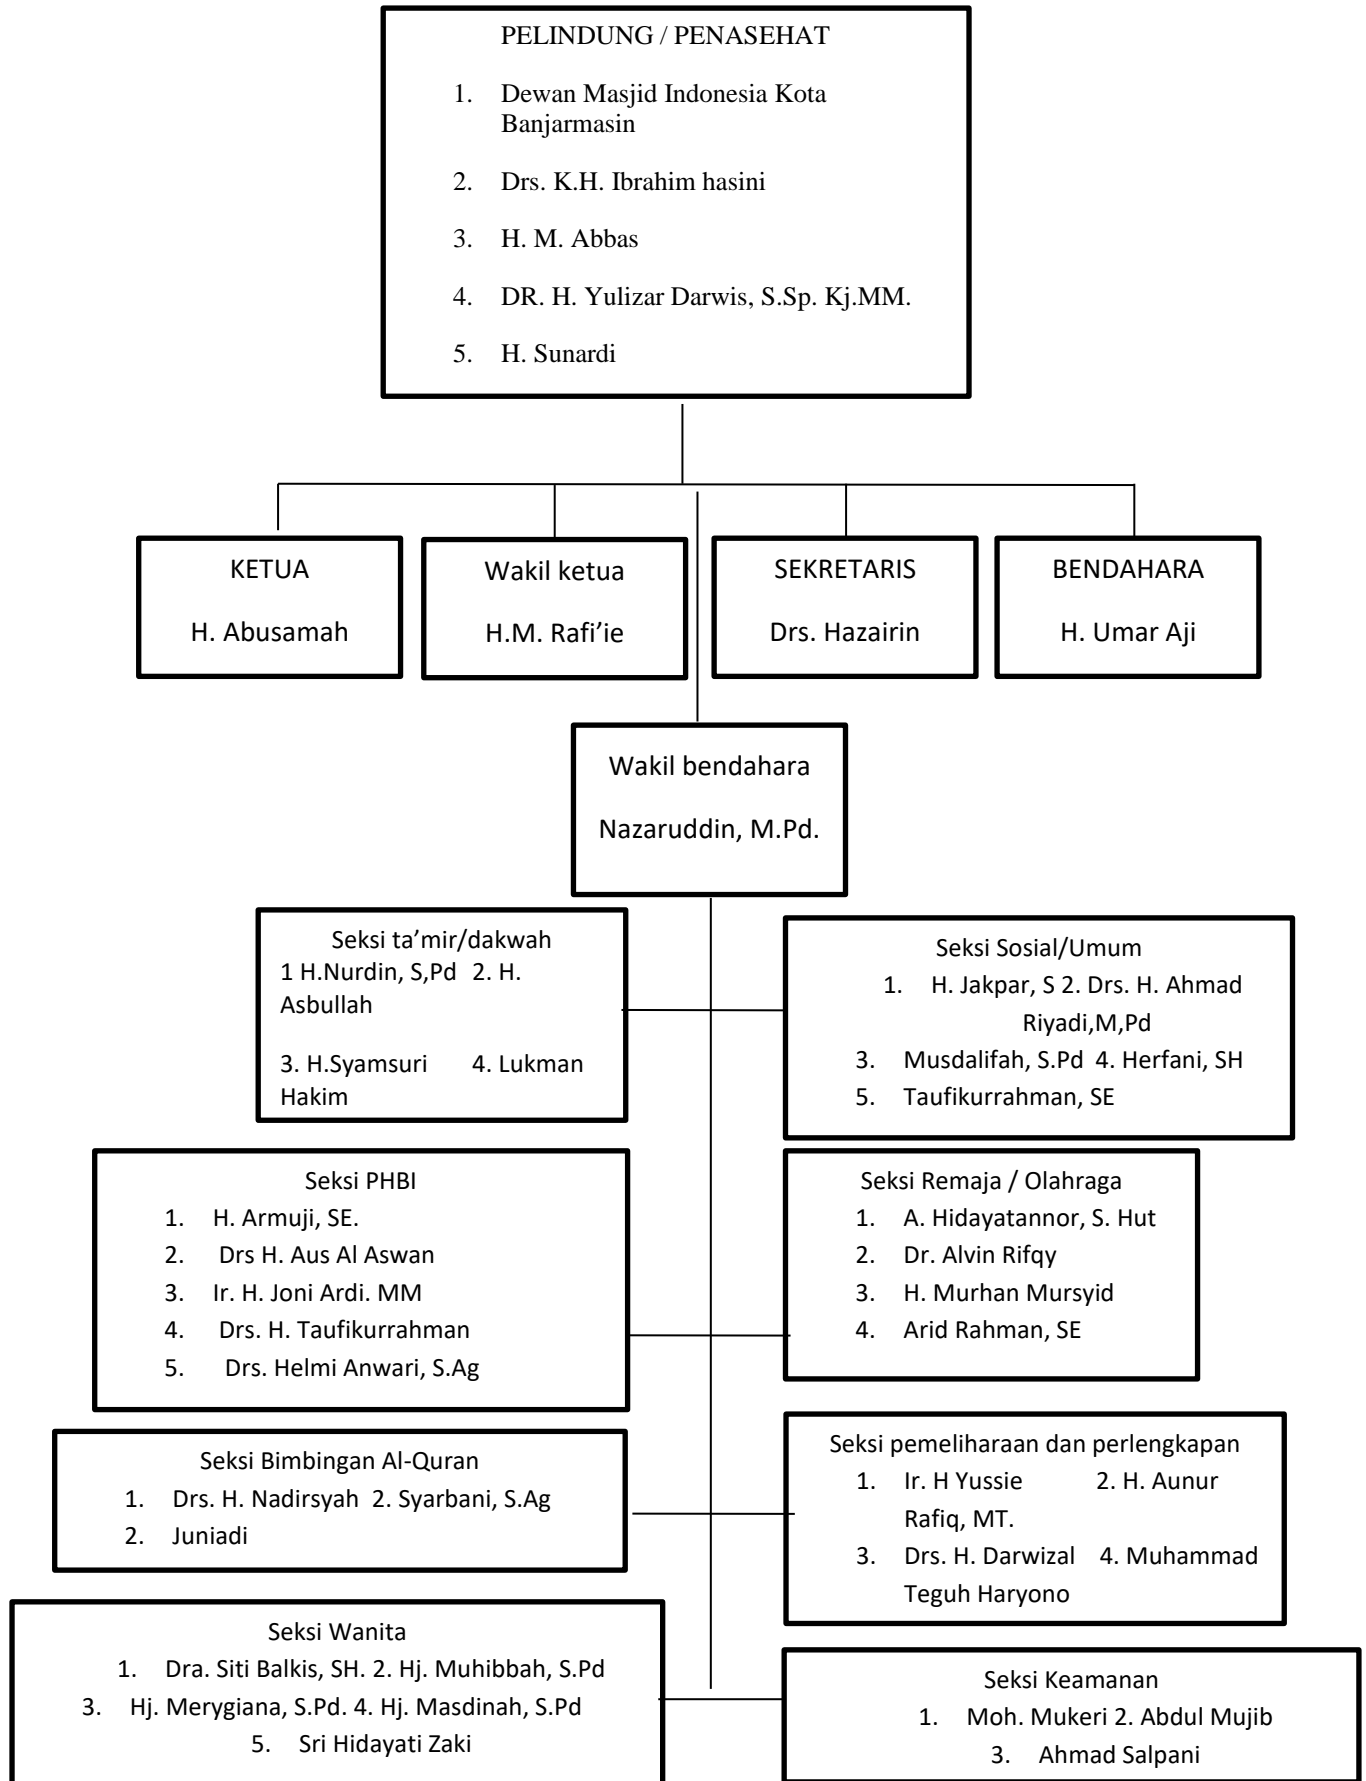 PELINDUNG / PENASEHAT
1. Dewan Masjid Indonesia Kota
Banjarmasin
2. Drs. K.H. Ibrahim hasini
3. H. M. Abbas
4. DR. H. Yulizar Darwis, S.Sp. Kj.MM.
5. H. Sunardi
KETUA
H. Abusamah
Wakil ketua
H.M. Rafi’ie
SEKRETARIS
Drs. Hazairin
BENDAHARA
H. Umar Aji
Wakil bendahara
Nazaruddin, M.Pd.
Seksi ta’mir/dakwah
1 H.Nurdin, S,Pd 2. H.
Asbullah
3. H.Syamsuri 4. Lukman
Hakim
Seksi Sosial/Umum
1. H. Jakpar, S 2. Drs. H. Ahmad
Riyadi,M,Pd
3. Musdalifah, S.Pd 4. Herfani, SH
5. Taufikurrahman, SE
Seksi PHBI
1. H. Armuji, SE.
2. Drs H. Aus Al Aswan
3. Ir. H. Joni Ardi. MM
4. Drs. H. Taufikurrahman
5. Drs. Helmi Anwari, S.Ag
Seksi Remaja / Olahraga
1. A. Hidayatannor, S. Hut
2. Dr. Alvin Rifqy
3. H. Murhan Mursyid
4. Arid Rahman, SE
Seksi Bimbingan Al-Quran
1. Drs. H. Nadirsyah 2. Syarbani, S.Ag
2. Juniadi
Seksi pemeliharaan dan perlengkapan
1. Ir. H Yussie 2. H. Aunur
Rafiq, MT.
3. Drs. H. Darwizal 4. Muhammad
Teguh Haryono
Seksi Wanita
1. Dra. Siti Balkis, SH. 2. Hj. Muhibbah, S.Pd
3. Hj. Merygiana, S.Pd. 4. Hj. Masdinah, S.Pd
5. Sri Hidayati Zaki
Seksi Keamanan
1. Moh. Mukeri 2. Abdul Mujib
3. Ahmad Salpani